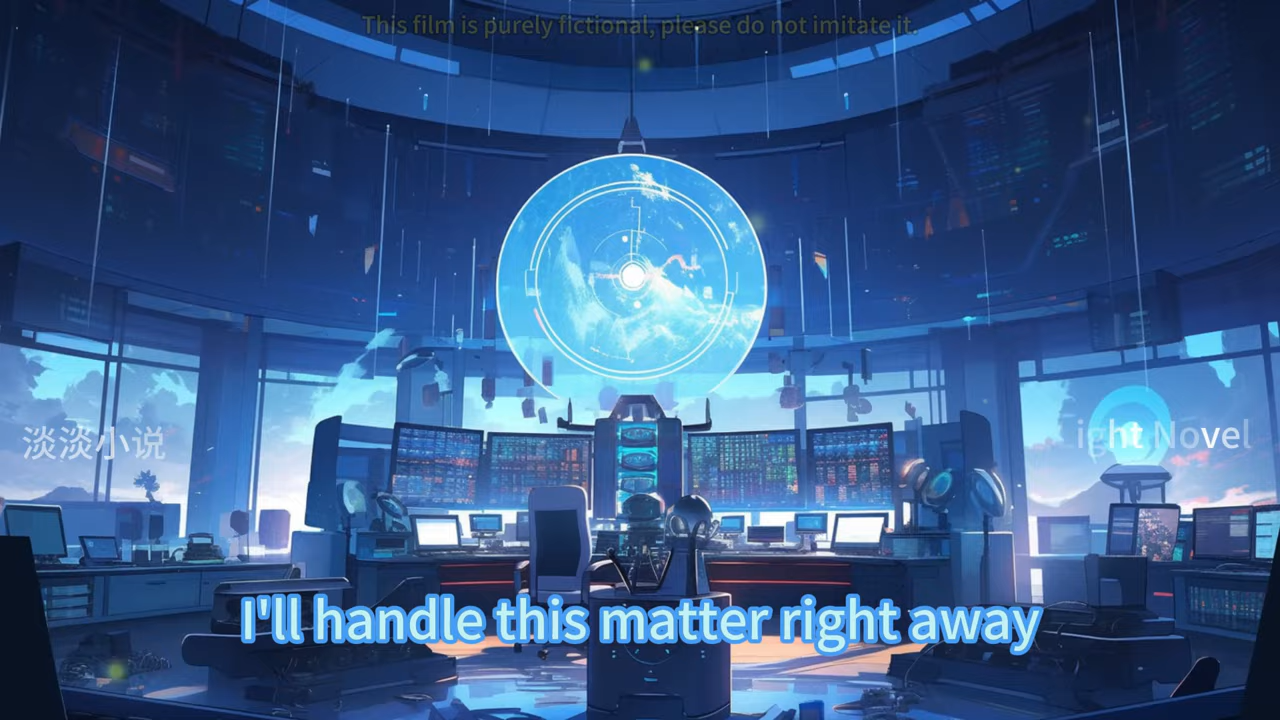 This film is purely fictional, please do not imitate it.
淡淡小说
ight Novel
I'll handle this matter right away